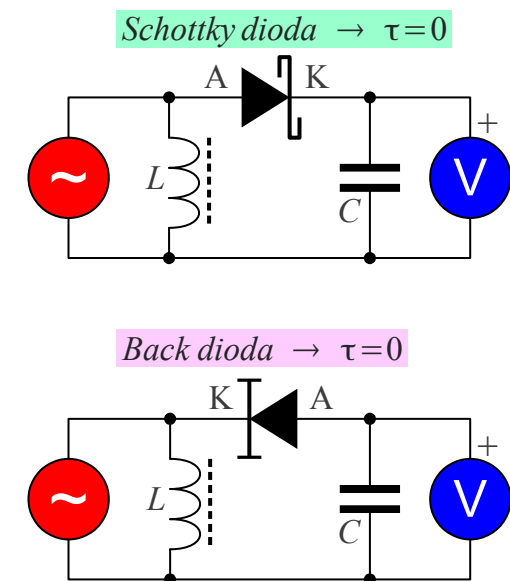 Schottky dioda → τ=0
A K
+
~ L C V
Back dioda → τ=0
K A
+
~ L C V